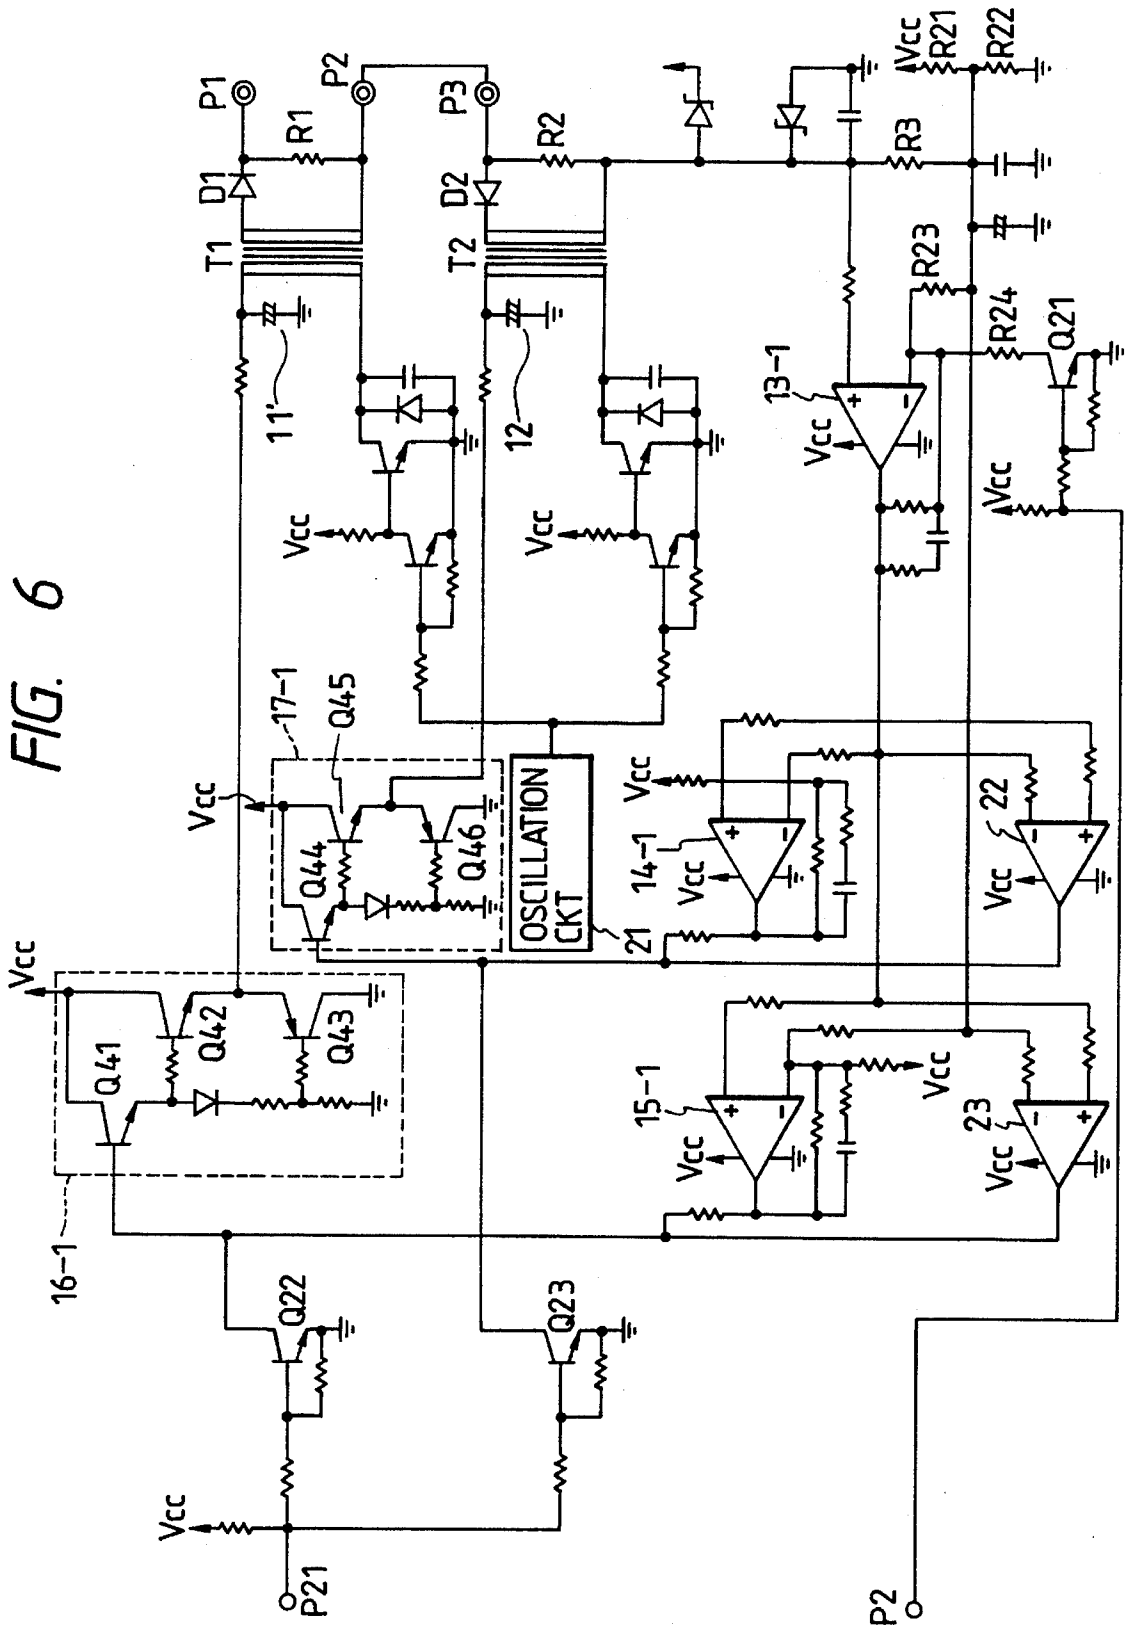 FIG. 6
P1
P2
P3
R1
D1
T1
R2
D2
T2
11'
12
Vcc
Vcc
R3
Vcc
R21
R22
R23
R24
Q21
13-1
Vcc
Vcc
17-1
Q45
Vcc
Q44
Q46
OSCILLATION
CKT
21
Vcc
14-1
Vcc
+
-
+
-
22
Vcc
-
+
Vcc
Q41
Q42
Q43
16-1
15-1
Vcc
+
-
Vcc
23
Vcc
-
+
Q22
Q23
Vcc
P21
P2